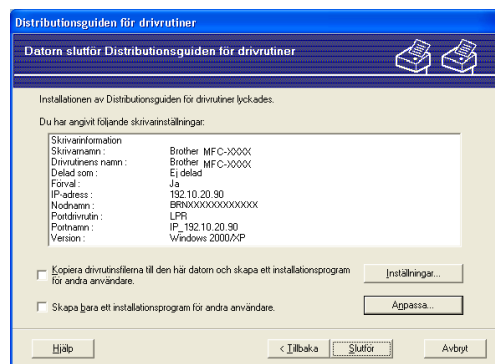 Distributionsguiden för drivrutiner
Datorn slutför Distributionsguiden för drivrutiner
Installationen av Distributionsguiden för drivrutiner lyckades.
Du har angivit följande skrivarinställningar:
Skrivarinformation
Skrivarnamn : Brother MFC-XXXX
Drivrutinens namn : Brother MFC-XXXX
Delad som : Ej delad
Förval : Ja
IP-adress : 192.10.20.90
Nodnamn : BRNXXXXXXXXXXXX
Portdrivrutin : LPR
Portnamn : IP_192.10.20.90
Version : Windows 2000/XP
Kopiera drivrutinsfilerna till den här datorn och skapa ett installationsprogram
för andra användare.
Inställningar...
Skapa bara ett installationsprogram för andra användare.
Anpassa...
Hjälp
< Tillbaka
Slutför
Avbryt